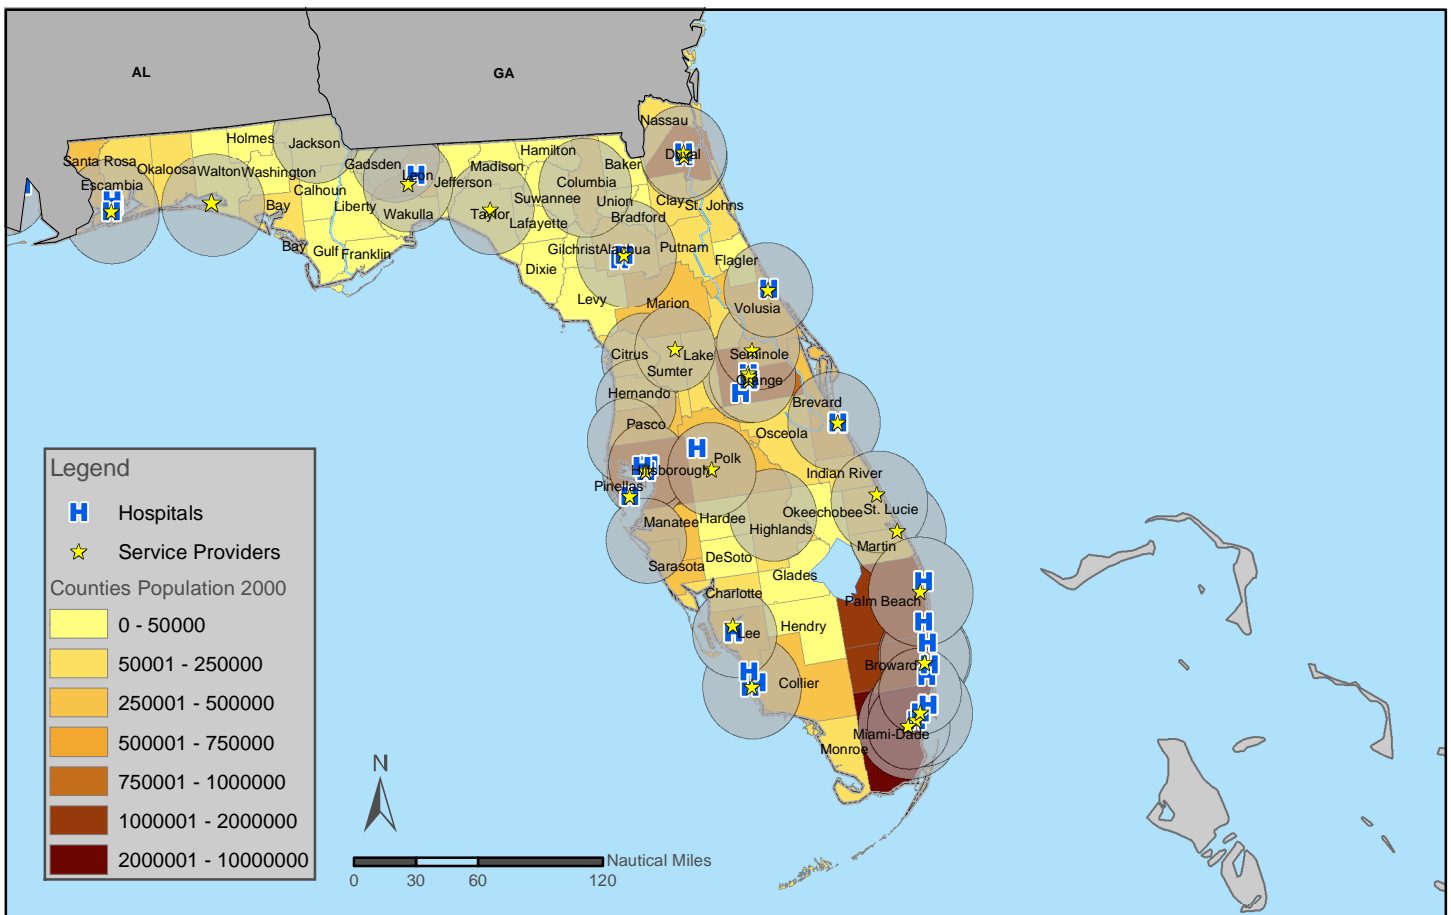 AL
GA
Nassau
Holmes
Jackson
Duval
Hamilton
Santa Rosa
Okaloosa
Walton
Washington
Gadsden
Leon
Madison
Baker
Escambia
Jefferson
Columbia
Calhoun
Suwannee
Union
Clay
St. Johns
Bay
Liberty
Wakulla
Taylor
Lafayette
Bradford
Bay
Gulf
Franklin
Gilchrist
Alachua
Putnam
Flagler
Dixie
Levy
Marion
Volusia
Citrus
Lake
Seminole
Sumter
Orange
Hernando
Brevard
Pasco
Osceola
Polk
Hillsborough
Indian River
Pinellas
Manatee
Hardee
Okeechobee
St. Lucie
Highlands
Martin
DeSoto
Sarasota
Glades
Charlotte
Palm Beach
Lee
Hendry
Broward
Collier
Miami-Dade
Monroe
Legend
H Hospitals
Service Providers
Counties Population 2000
0 - 50000
50001 - 250000
250001 - 500000
500001 - 750000
750001 - 1000000
1000001 - 2000000
2000001 - 10000000
N
Nautical Miles
0 30 60 120